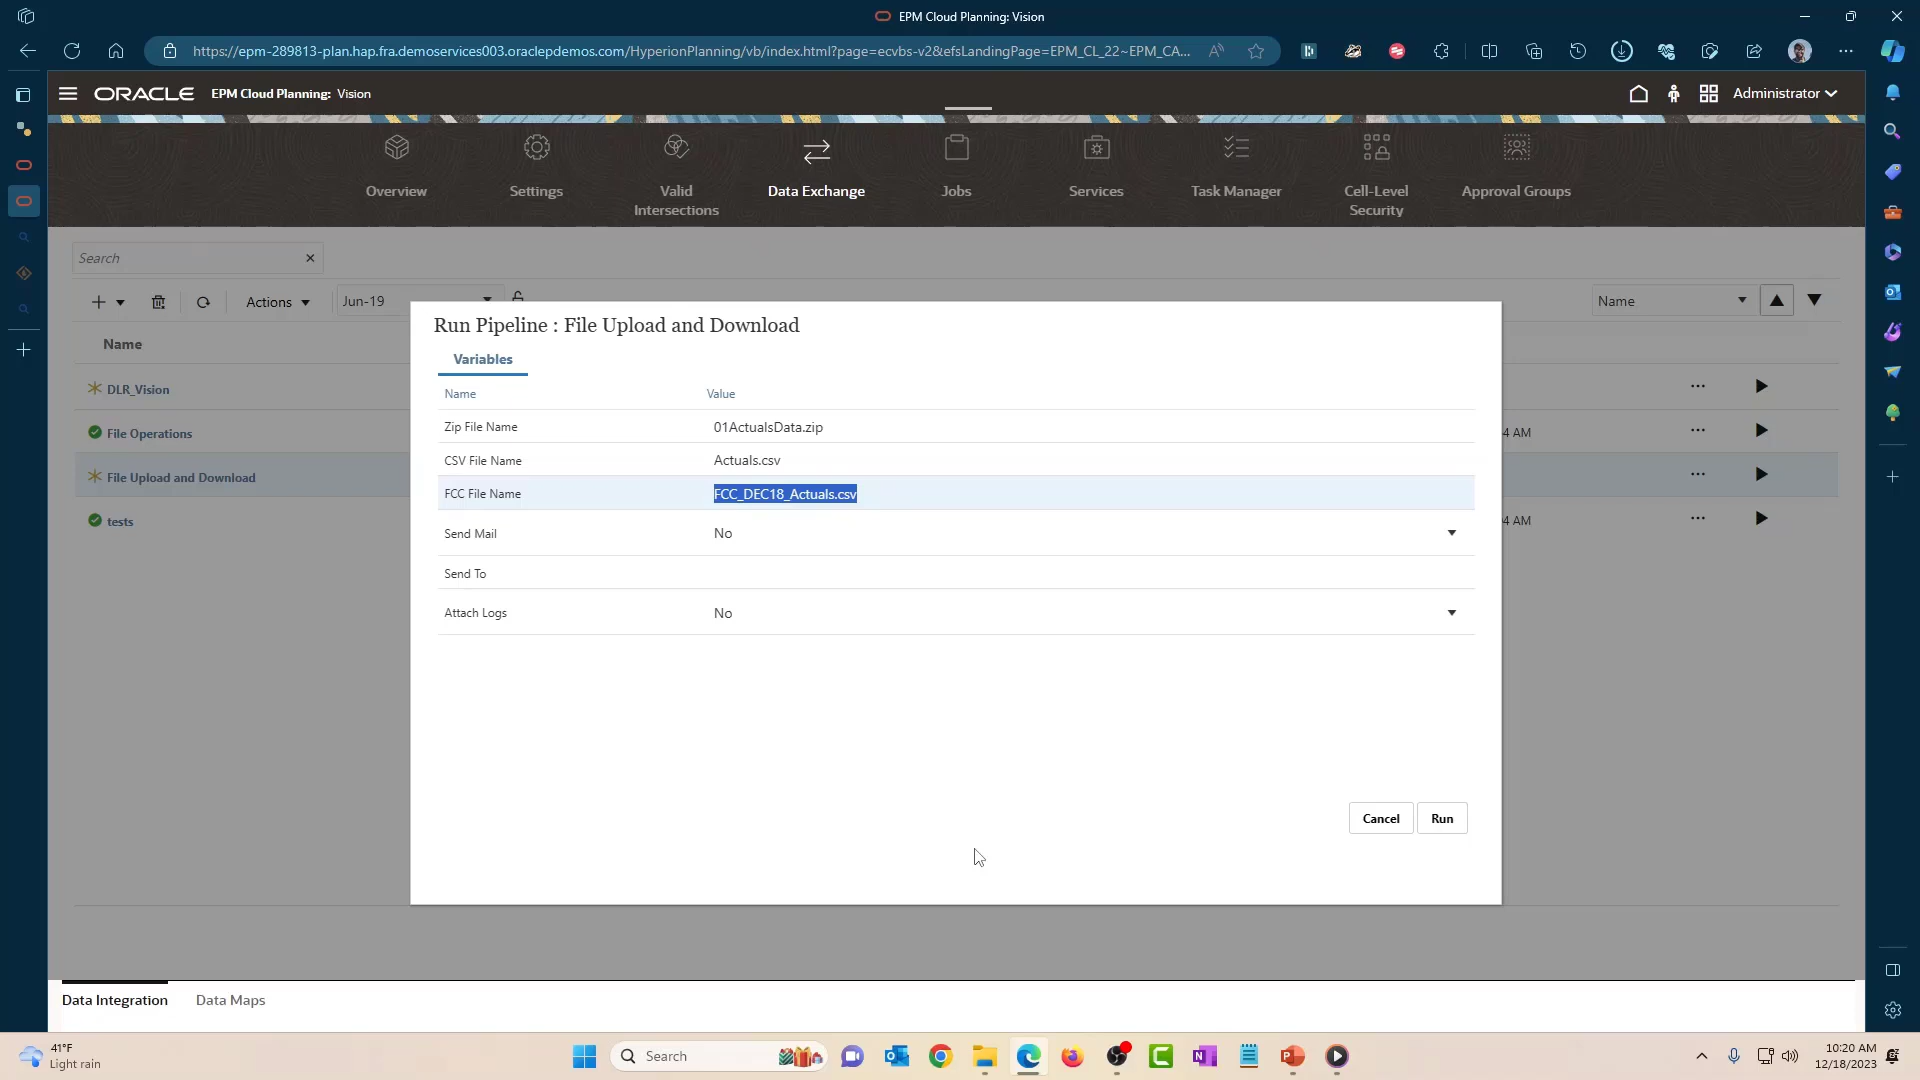 EPM Cloud Planning: Vision
https://epm-289813-plan.hap.fra.demoservices003.oraclepdemos.com/HyperionPlanning/vb/index.html?page=ecvbs-v2&efsLandingPage=EPM_CL_22~EPM_CA...
ORACLE EPM Cloud Planning: Vision
Administrator
Overview
Settings
Valid Intersections
Data Exchange
Jobs
Services
Task Manager
Cell-Level Security
Approval Groups
Search
Actions
Jun-19
Name
Name
DLR_Vision
File Operations
4 AM
File Upload and Download
tests
4 AM
Run Pipeline : File Upload and Download
Variables
Name Value
Zip File Name 01ActualsData.zip
CSV File Name Actuals.csv
FCC File Name FCC_DEC18_Actuals.csv
Send Mail No
Send To
Attach Logs No
Cancel Run
Data Integration Data Maps
41°F
Light rain
Search
10:20 AM
12/18/2023